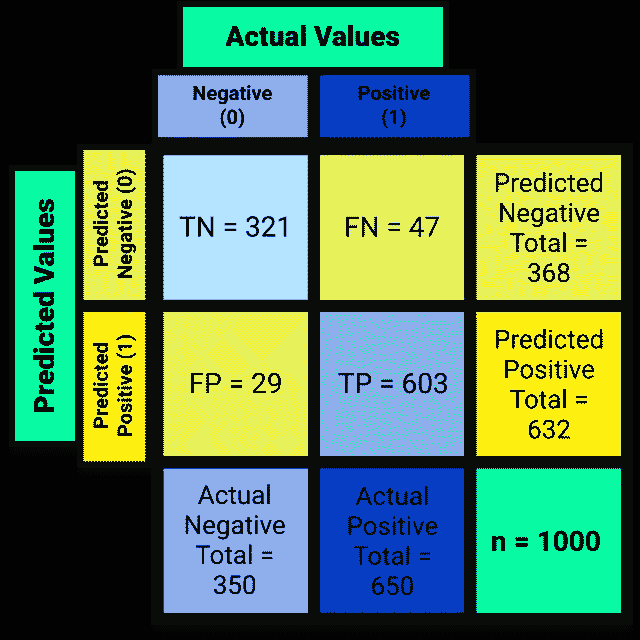 Actual Values
Negative
(0)
Positive
(1)
Predicted Values
Predicted
Negative (0)
TN = 321
FN = 47
Predicted
Negative
Total =
368
Predicted
Positive (1)
FP = 29
TP = 603
Predicted
Positive
Total =
632
Actual
Negative
Total =
350
Actual
Positive
Total =
650
n = 1000